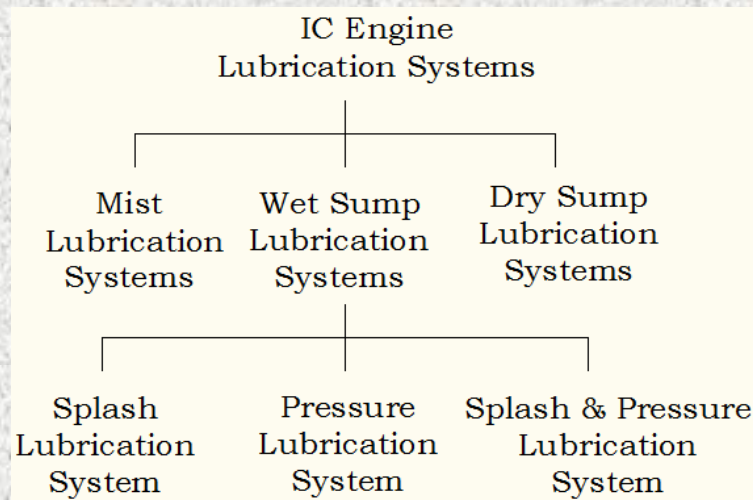 IC Engine
Lubrication Systems
Mist
Lubrication
Systems
Wet Sump
Lubrication
Systems
Dry Sump
Lubrication
Systems
Splash
Lubrication
System
Pressure
Lubrication
System
Splash & Pressure
Lubrication
System